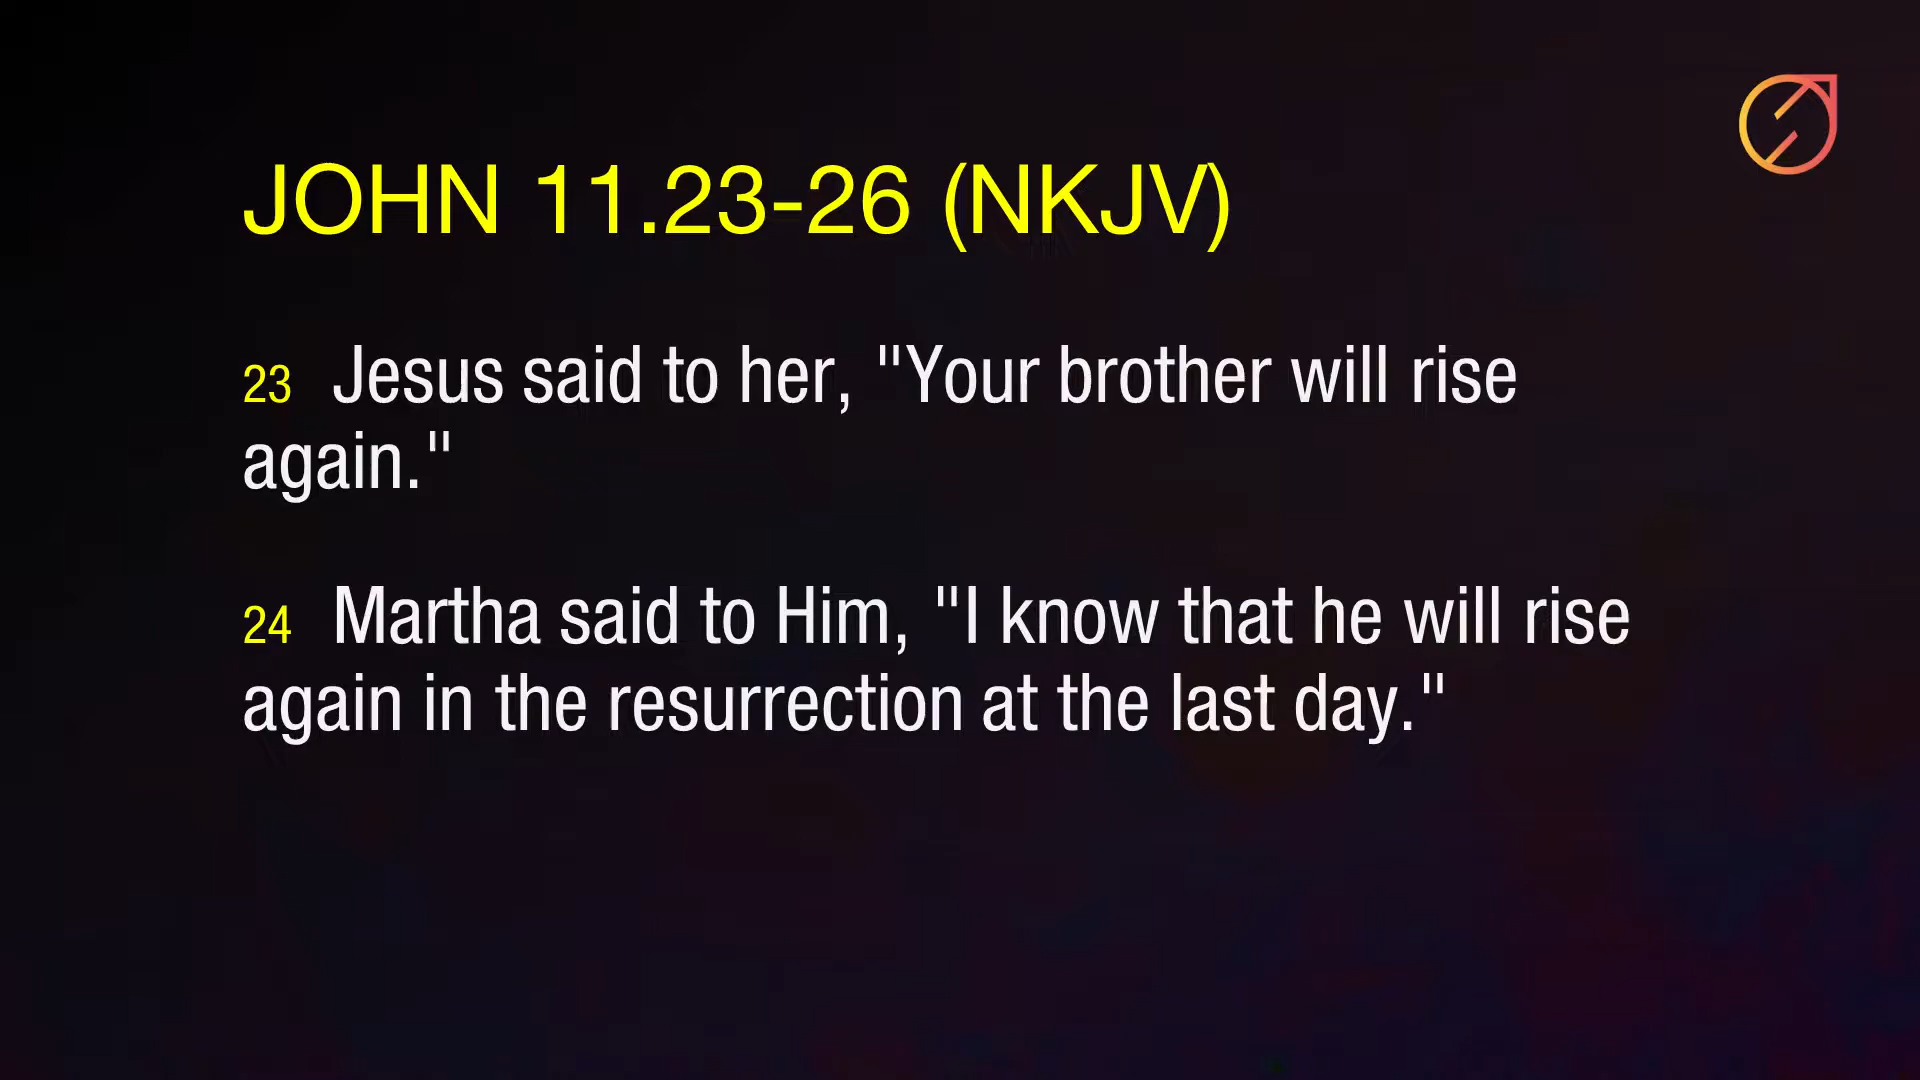 JOHN 11.23-26 (NKJV)
23 Jesus said to her, "Your brother will rise
again."
24 Martha said to Him, "I know that he will rise
again in the resurrection at the last day."